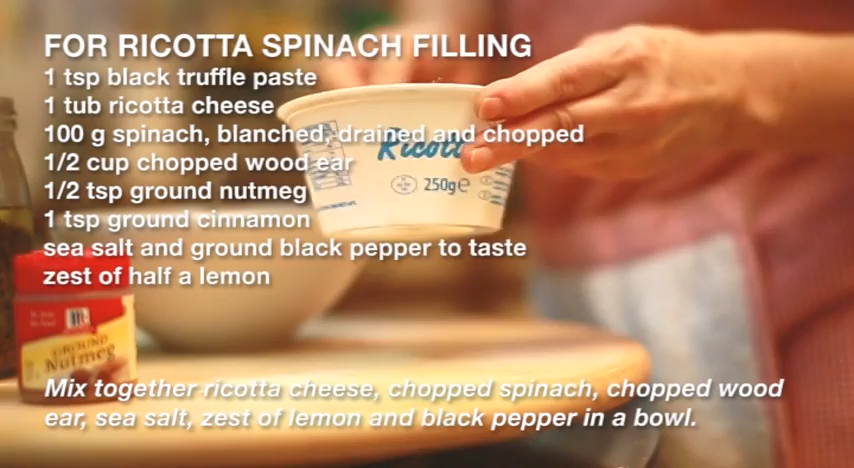 FOR RICOTTA SPINACH FILLING
1 tsp black truffle paste
1 tub ricotta cheese
100 g spinach, blanched, drained and chopped
1/2 cup chopped wood ear
1/2 tsp ground nutmeg
1 tsp ground cinnamon
sea salt and ground black pepper to taste
zest of half a lemon
Ricott
250g℮
GROUND
Nutmeg
Mix together ricotta cheese, chopped spinach, chopped wood
ear, sea salt, zest of lemon and black pepper in a bowl.